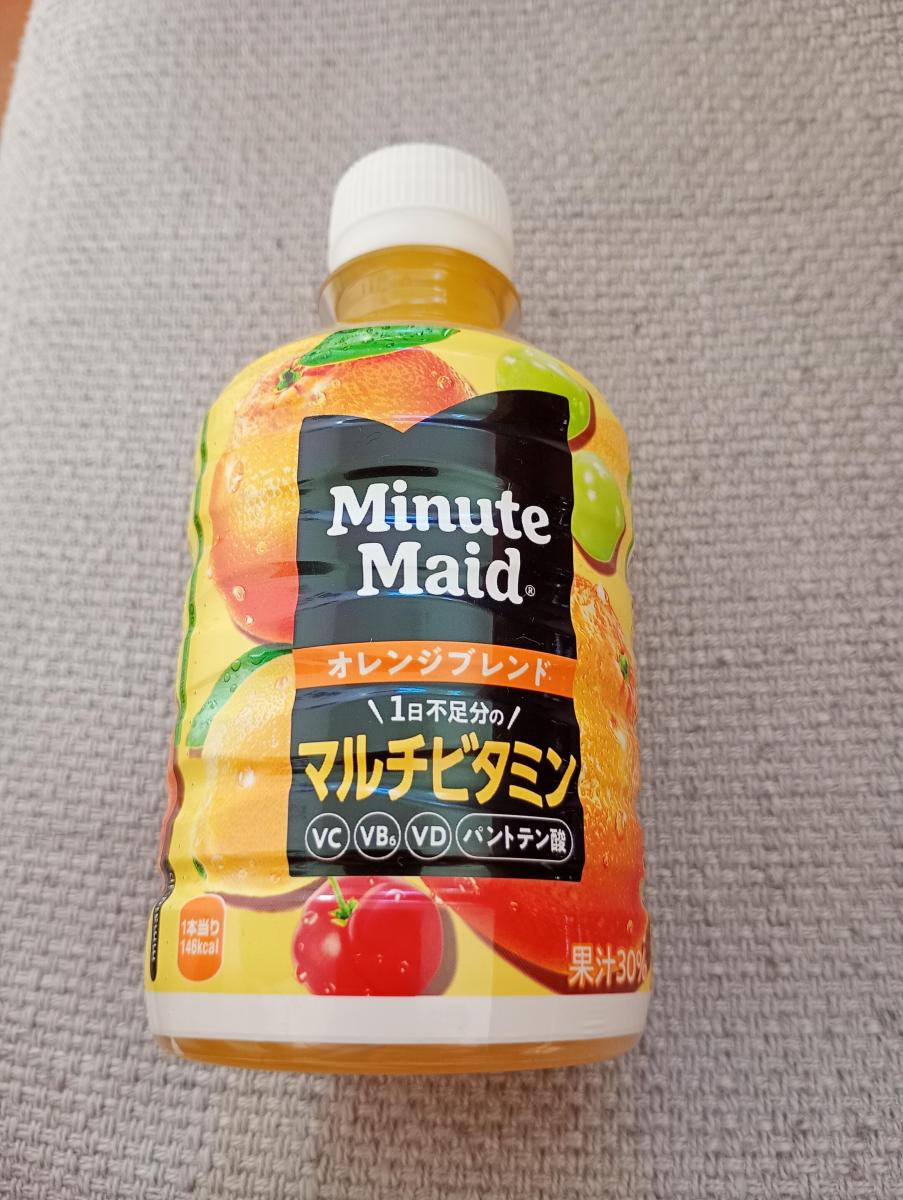 Minute
Maid®
オレンジブレンド
\1日不足分の/
マルチビタミン
VC VB6 VD パントテン酸
1本当り
146kcal
果汁30%